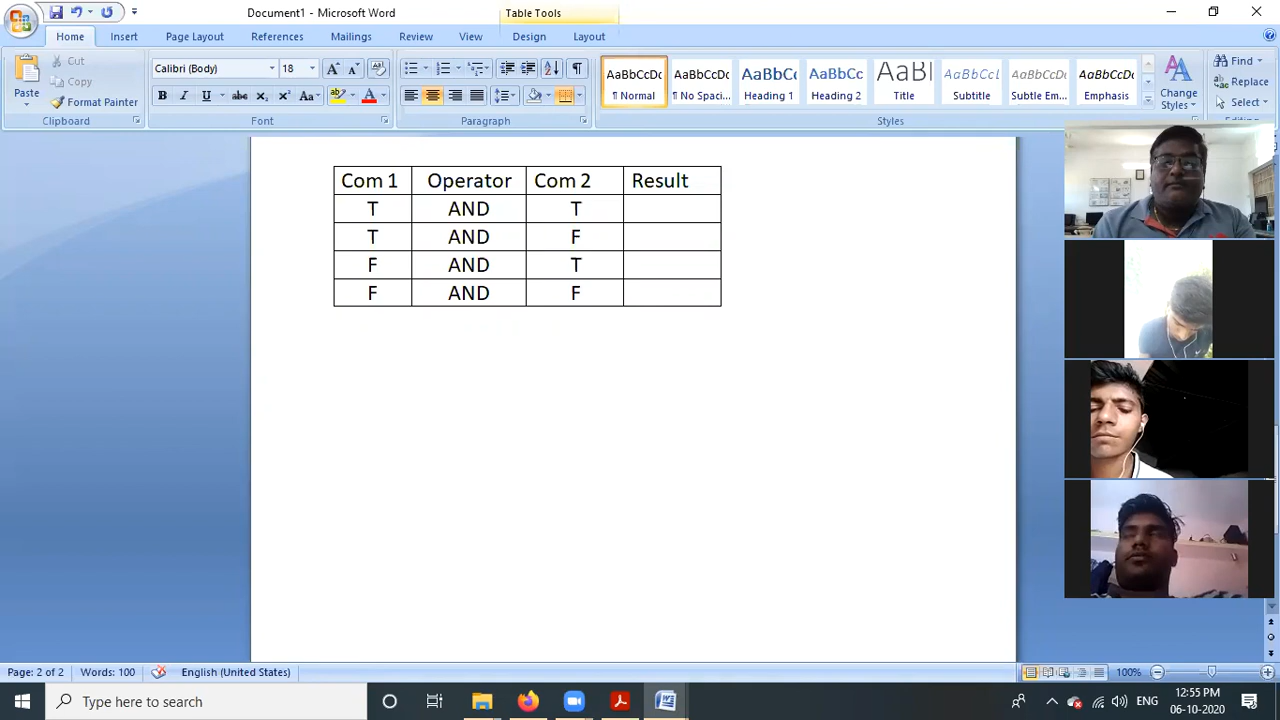 Document1 - Microsoft Word
Table Tools
Home Insert Page Layout References Mailings Review View Design Layout
Paste
Cut
Copy
Format Painter
Clipboard
Calibri (Body) 18
Font
Paragraph
AaBbCcDc AaBbCcDc AaBbCc AaBbCc AaBl AaBbCcL AaBbCcDc AaBbCcDc
¶ Normal ¶ No Spaci... Heading 1 Heading 2 Title Subtitle Subtle Em... Emphasis
Change Styles
Styles
Find
Replace
Select
Editing
Com 1 Operator Com 2 Result
T AND T
T AND F
F AND T
F AND F
Page: 2 of 2 Words: 100 English (United States) 100%
Type here to search
ENG
12:55 PM
06-10-2020